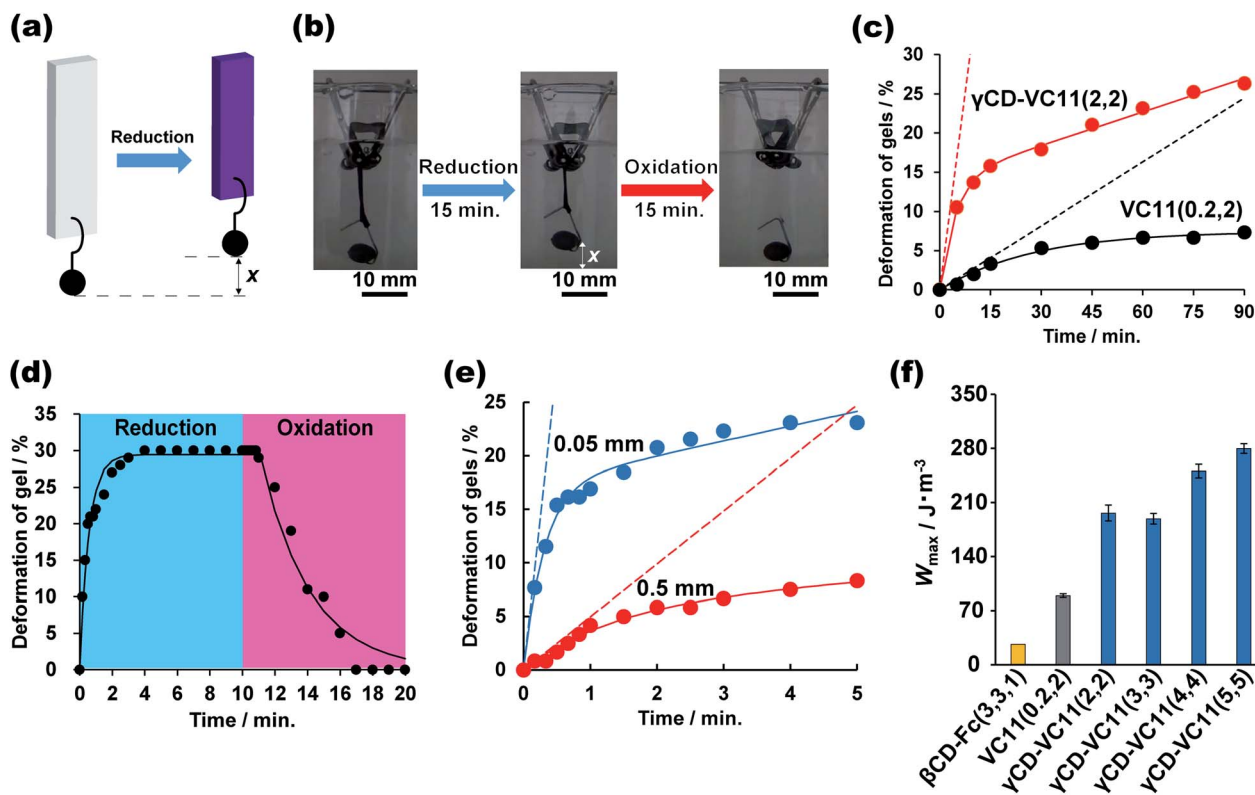 (a)
Reduction
x
(b)
Reduction
15 min.
Oxidation
15 min.
x
10 mm
10 mm
10 mm
(c)
Deformation of gels / %
30
25
20
15
10
5
0
γCD-VC11(2,2)
VC11(0.2,2)
0 15 30 45 60 75 90
Time / min.
(d)
Deformation of gel / %
35
30
25
20
15
10
5
0
Reduction
Oxidation
0 2 4 6 8 10 12 14 16 18 20
Time / min.
(e)
Deformation of gels / %
25
20
15
10
5
0
0.05 mm
0.5 mm
0 1 2 3 4 5
Time / min.
(f)
Wmax / J·m-3
350
280
210
140
70
0
βCD-Fc(3,3,1)
VC11(0.2,2)
γCD-VC11(2,2)
γCD-VC11(3,3)
γCD-VC11(4,4)
γCD-VC11(5,5)